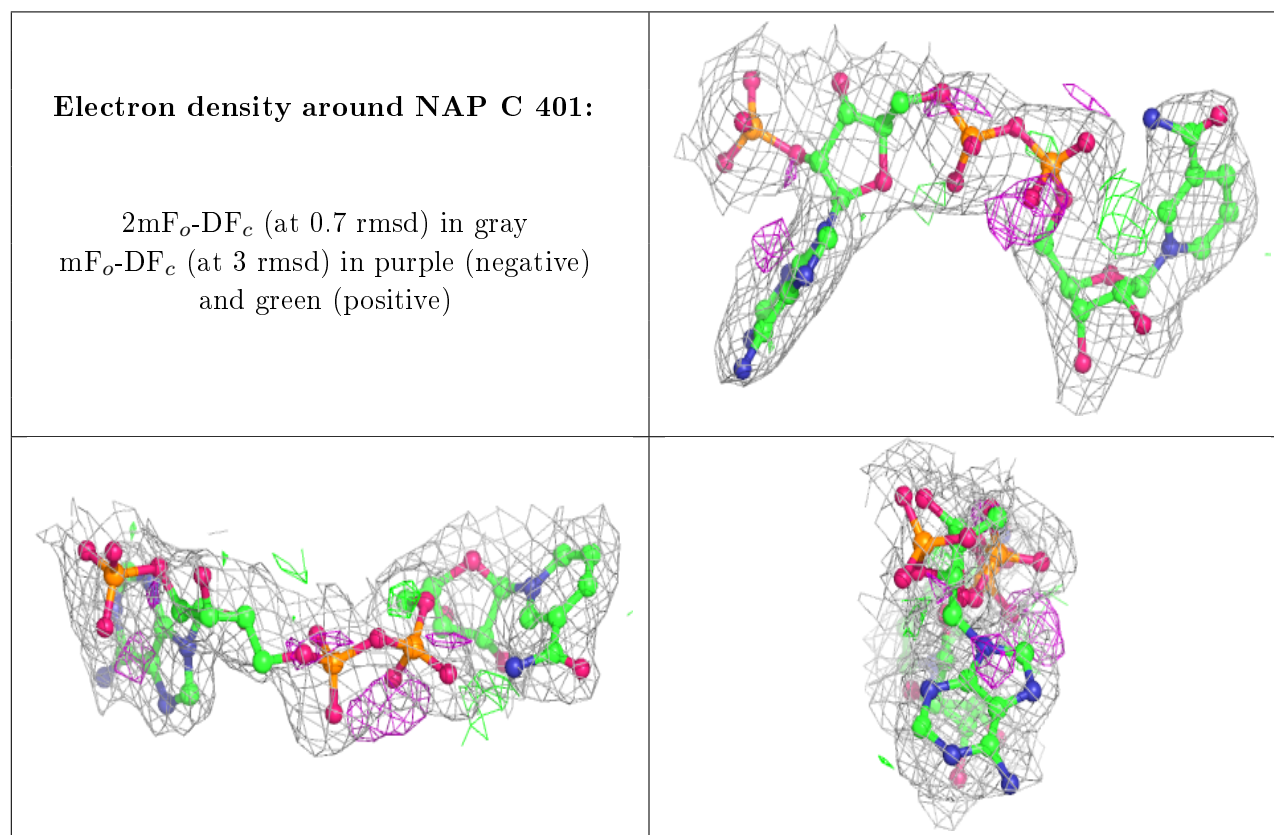 Electron density around NAP C 401:
2mFo-DFc (at 0.7 rmsd) in gray
mFo-DFc (at 3 rmsd) in purple (negative)
and green (positive)